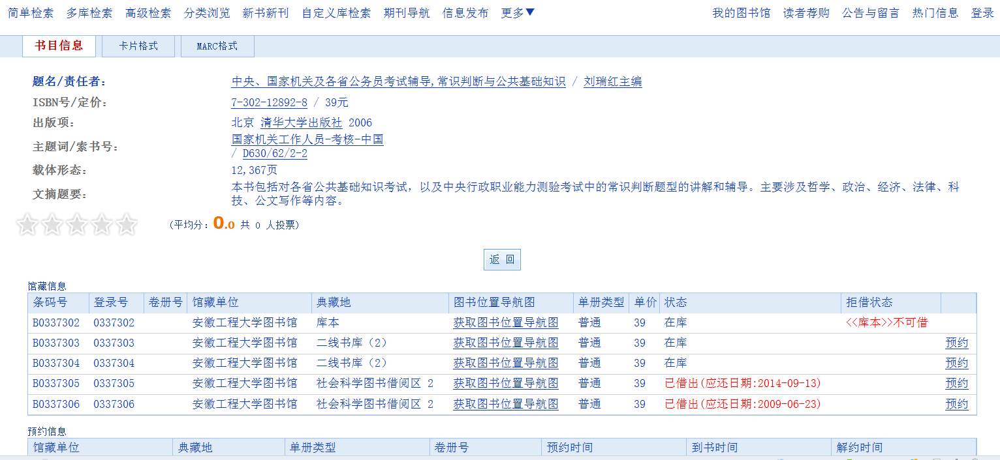 简单检索 多库检索 高级检索 分类浏览 新书新刊 自定义库检索 期刊导航 信息发布 更多▼ 我的图书馆 读者荐购 公告与留言 热门信息 登录
书目信息 卡片格式 MARC格式
题名/责任者: 中央、国家机关及各省公务员考试辅导,常识判断与公共基础知识 / 刘瑞红主编
ISBN号/定价: 7-302-12892-8 / 39元
出版项: 北京 清华大学出版社 2006
主题词/索书号: 国家机关工作人员-考核-中国
/ D630/62/2-2
载体形态: 12,367页
文摘题要: 本书包括对各省公共基础知识考试，以及中央行政职业能力测验考试中的常识判断题型的讲解和辅导。主要涉及哲学、政治、经济、法律、科
技、公文写作等内容。
(平均分: 0.0 共 0 人投票)
返 回
馆藏信息
条码号 登录号 卷册号 馆藏单位 典藏地 图书位置导航图 单册类型 单价 状态 拒借状态
B0337302 0337302 安徽工程大学图书馆 库本 获取图书位置导航图 普通 39 在库 <<库本>>不可借
B0337303 0337303 安徽工程大学图书馆 二线书库（2） 获取图书位置导航图 普通 39 在库 预约
B0337304 0337304 安徽工程大学图书馆 二线书库（2） 获取图书位置导航图 普通 39 在库 预约
B0337305 0337305 安徽工程大学图书馆 社会科学图书借阅区 2 获取图书位置导航图 普通 39 已借出(应还日期:2014-09-13) 预约
B0337306 0337306 安徽工程大学图书馆 社会科学图书借阅区 2 获取图书位置导航图 普通 39 已借出(应还日期:2009-06-23) 预约
预约信息
馆藏单位 典藏地 单册类型 卷册号 预约时间 到书时间 解约时间